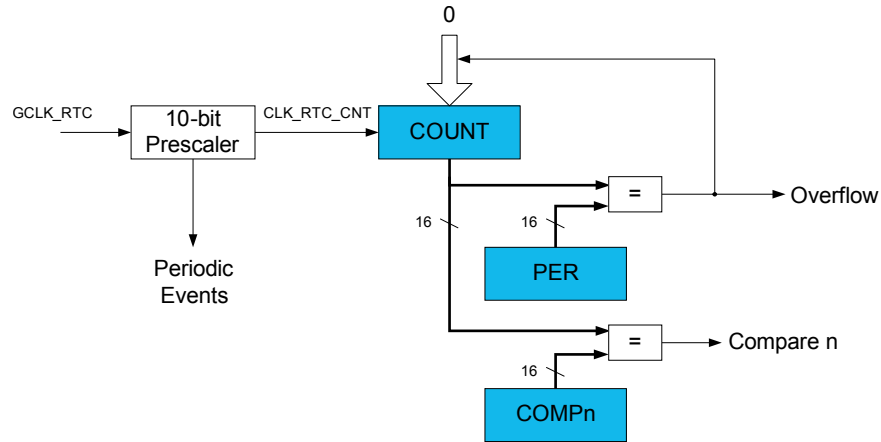 0
GCLK_RTC
10-bit
Prescaler
CLK_RTC_CNT
COUNT
=
Overflow
16
16
PER
Periodic
Events
=
Compare n
16
COMPn